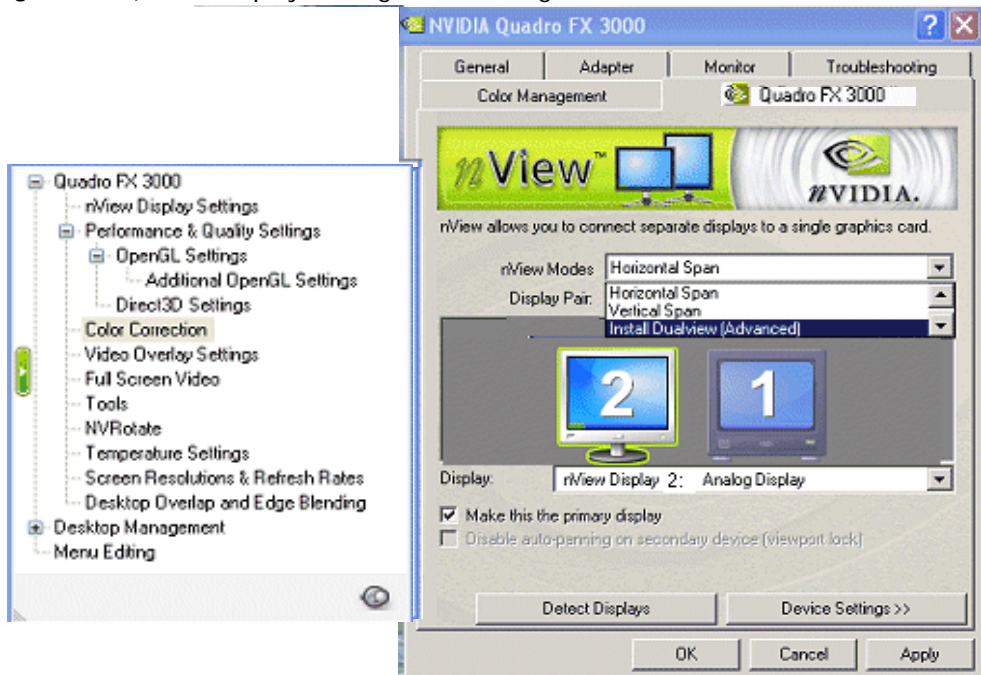 NVIDIA Quadro FX 3000
General Adapter Monitor Troubleshooting
Color Management Quadro FX 3000
nView™
NVIDIA.
nView allows you to connect separate displays to a single graphics card.
nView Modes Horizontal Span
Display Pair: Horizontal Span
Vertical Span
Install Dualview (Advanced)
2 1
Display: nView Display 2: Analog Display
Make this the primary display
Disable auto-panning on secondary device (viewport lock)
Detect Displays Device Settings >>
OK Cancel Apply
Quadro FX 3000
nView Display Settings
Performance & Quality Settings
OpenGL Settings
Additional OpenGL Settings
Direct3D Settings
Color Correction
Video Overlay Settings
Full Screen Video
Tools
NVRotate
Temperature Settings
Screen Resolutions & Refresh Rates
Desktop Overlap and Edge Blending
Desktop Management
Menu Editing